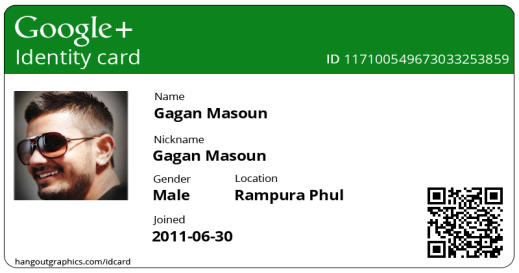 Google+
Identity card
ID 117100549673033253859
Name
Gagan Masoun
Nickname
Gagan Masoun
Gender Location
Male Rampura Phul
Joined
2011-06-30
hangoutgraphics.com/idcard